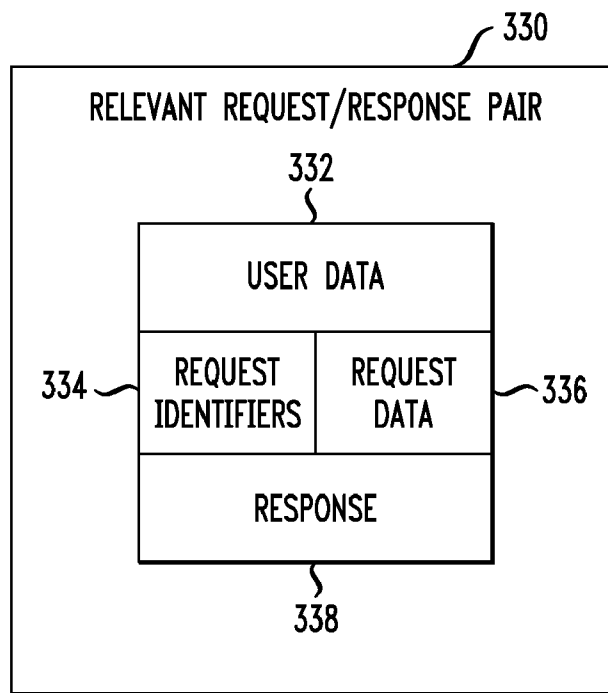 330
RELEVANT REQUEST/RESPONSE PAIR
332
USER DATA
334
REQUEST
IDENTIFIERS
REQUEST
DATA
336
RESPONSE
338